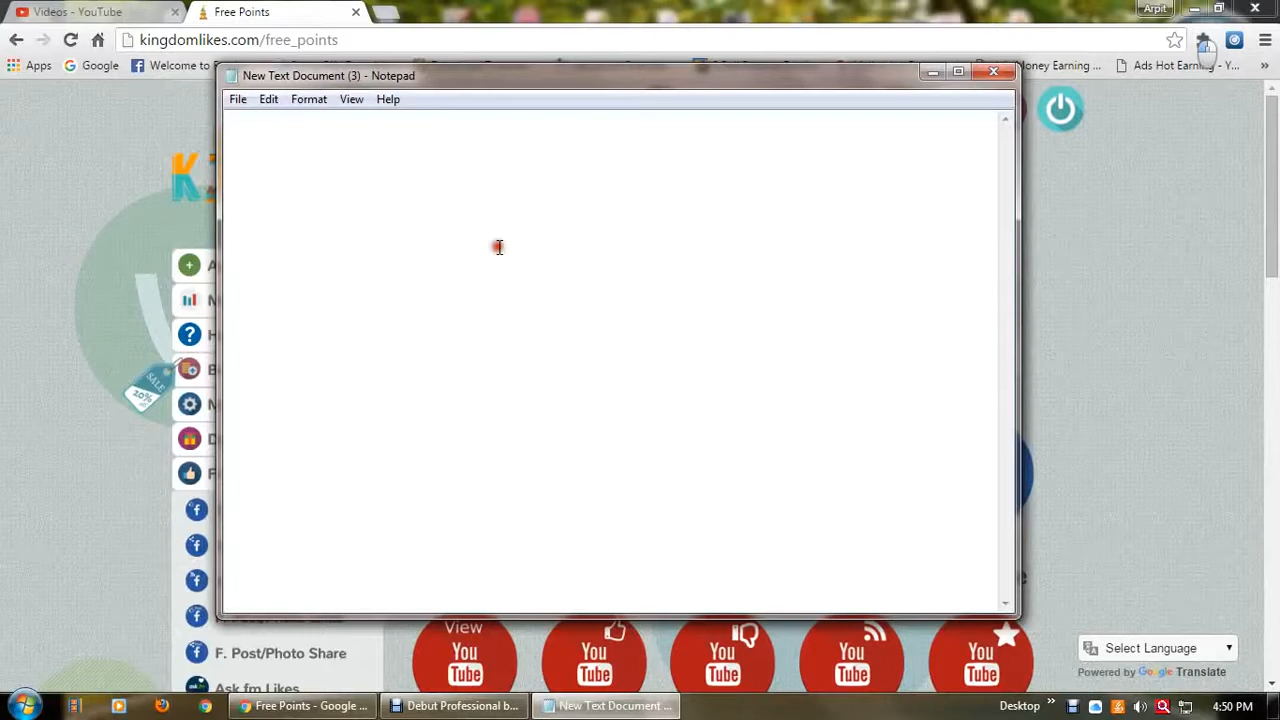 Videos - YouTube
Free Points
Arpit
kingdomlikes.com/free_points
Apps
Google
Welcome to
oney Earning ...
Ads Hot Earning - Y...
»
New Text Document (3) - Notepad
File Edit Format View Help
K
SALE
20%
F. Post/Photo Share
Ask fm Likes
View
You
Tube
You
Tube
You
Tube
You
Tube
You
Tube
Select Language
Powered by Google Translate
Free Points - Google ...
Debut Professional b...
New Text Document ...
Desktop
»
4:50 PM